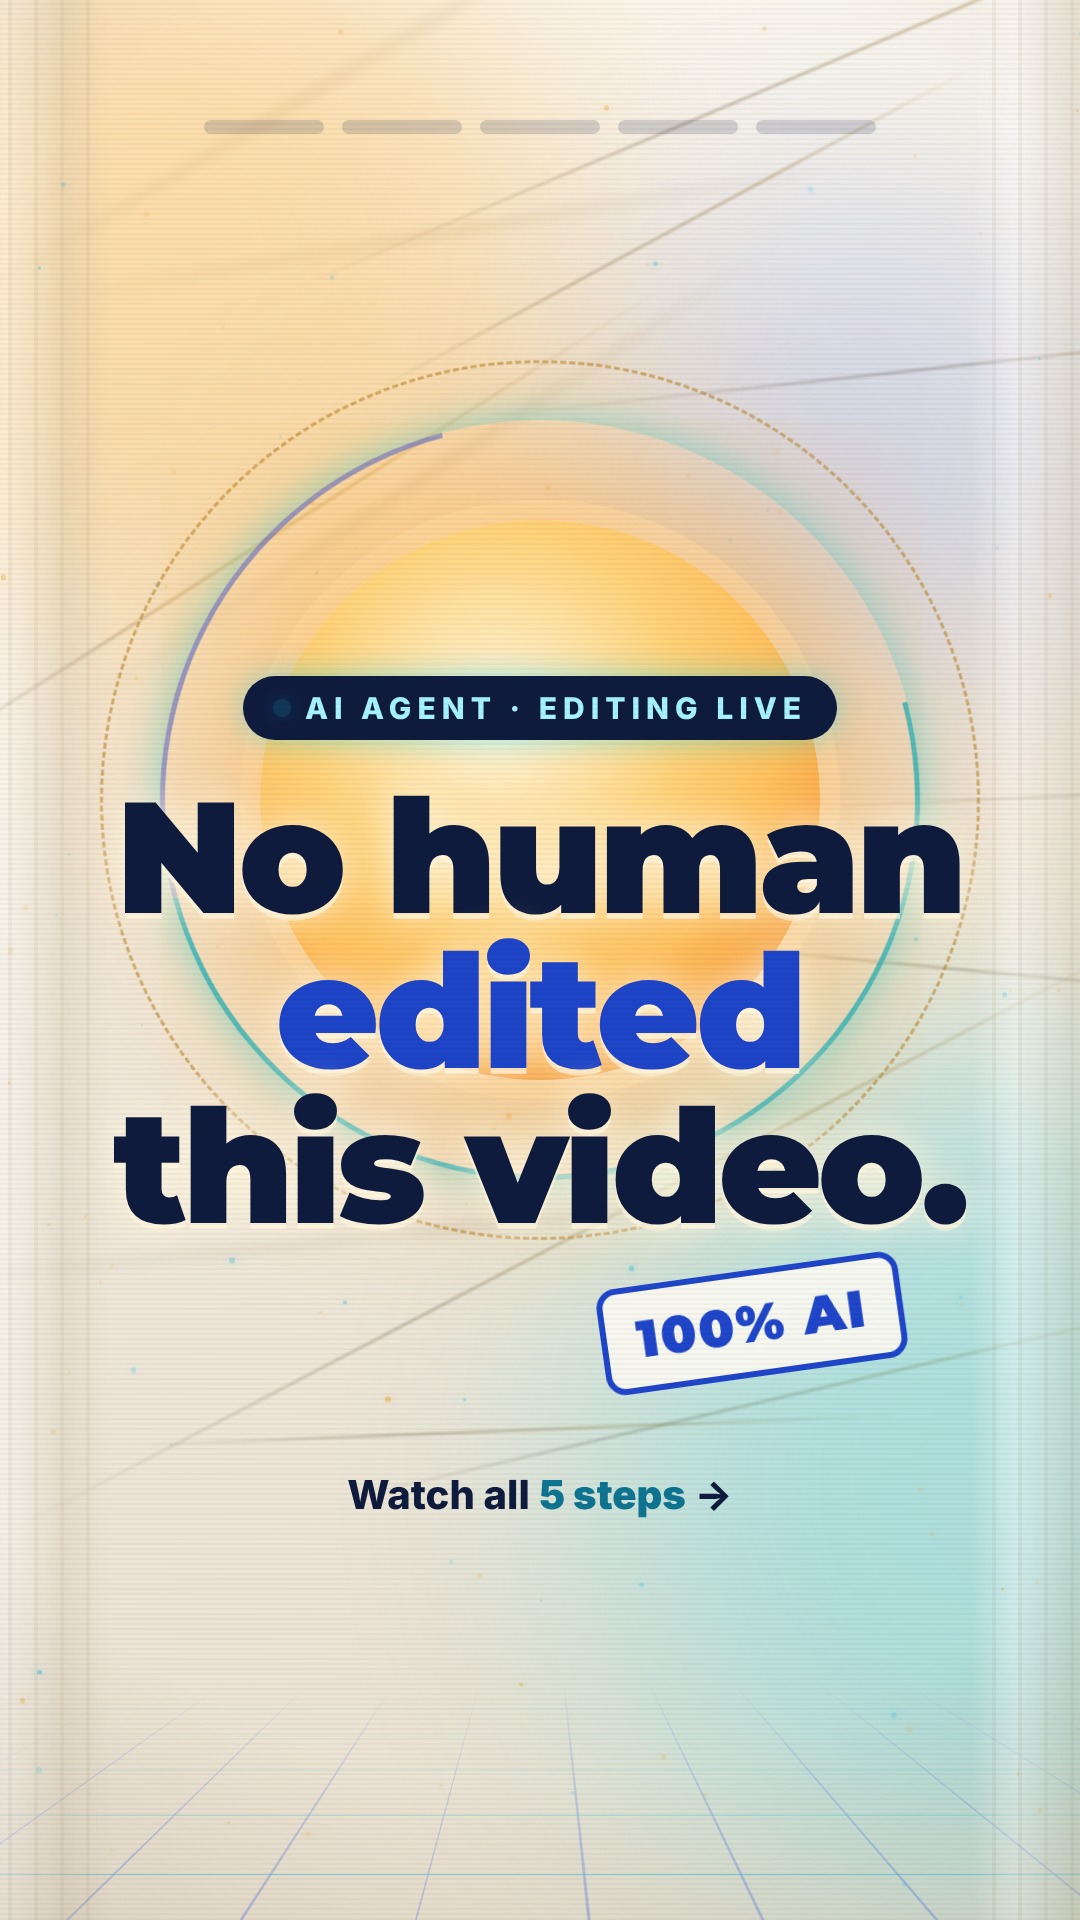 AI AGENT · EDITING LIVE
No human
edited
this video.
100% AI
Watch all 5 steps →